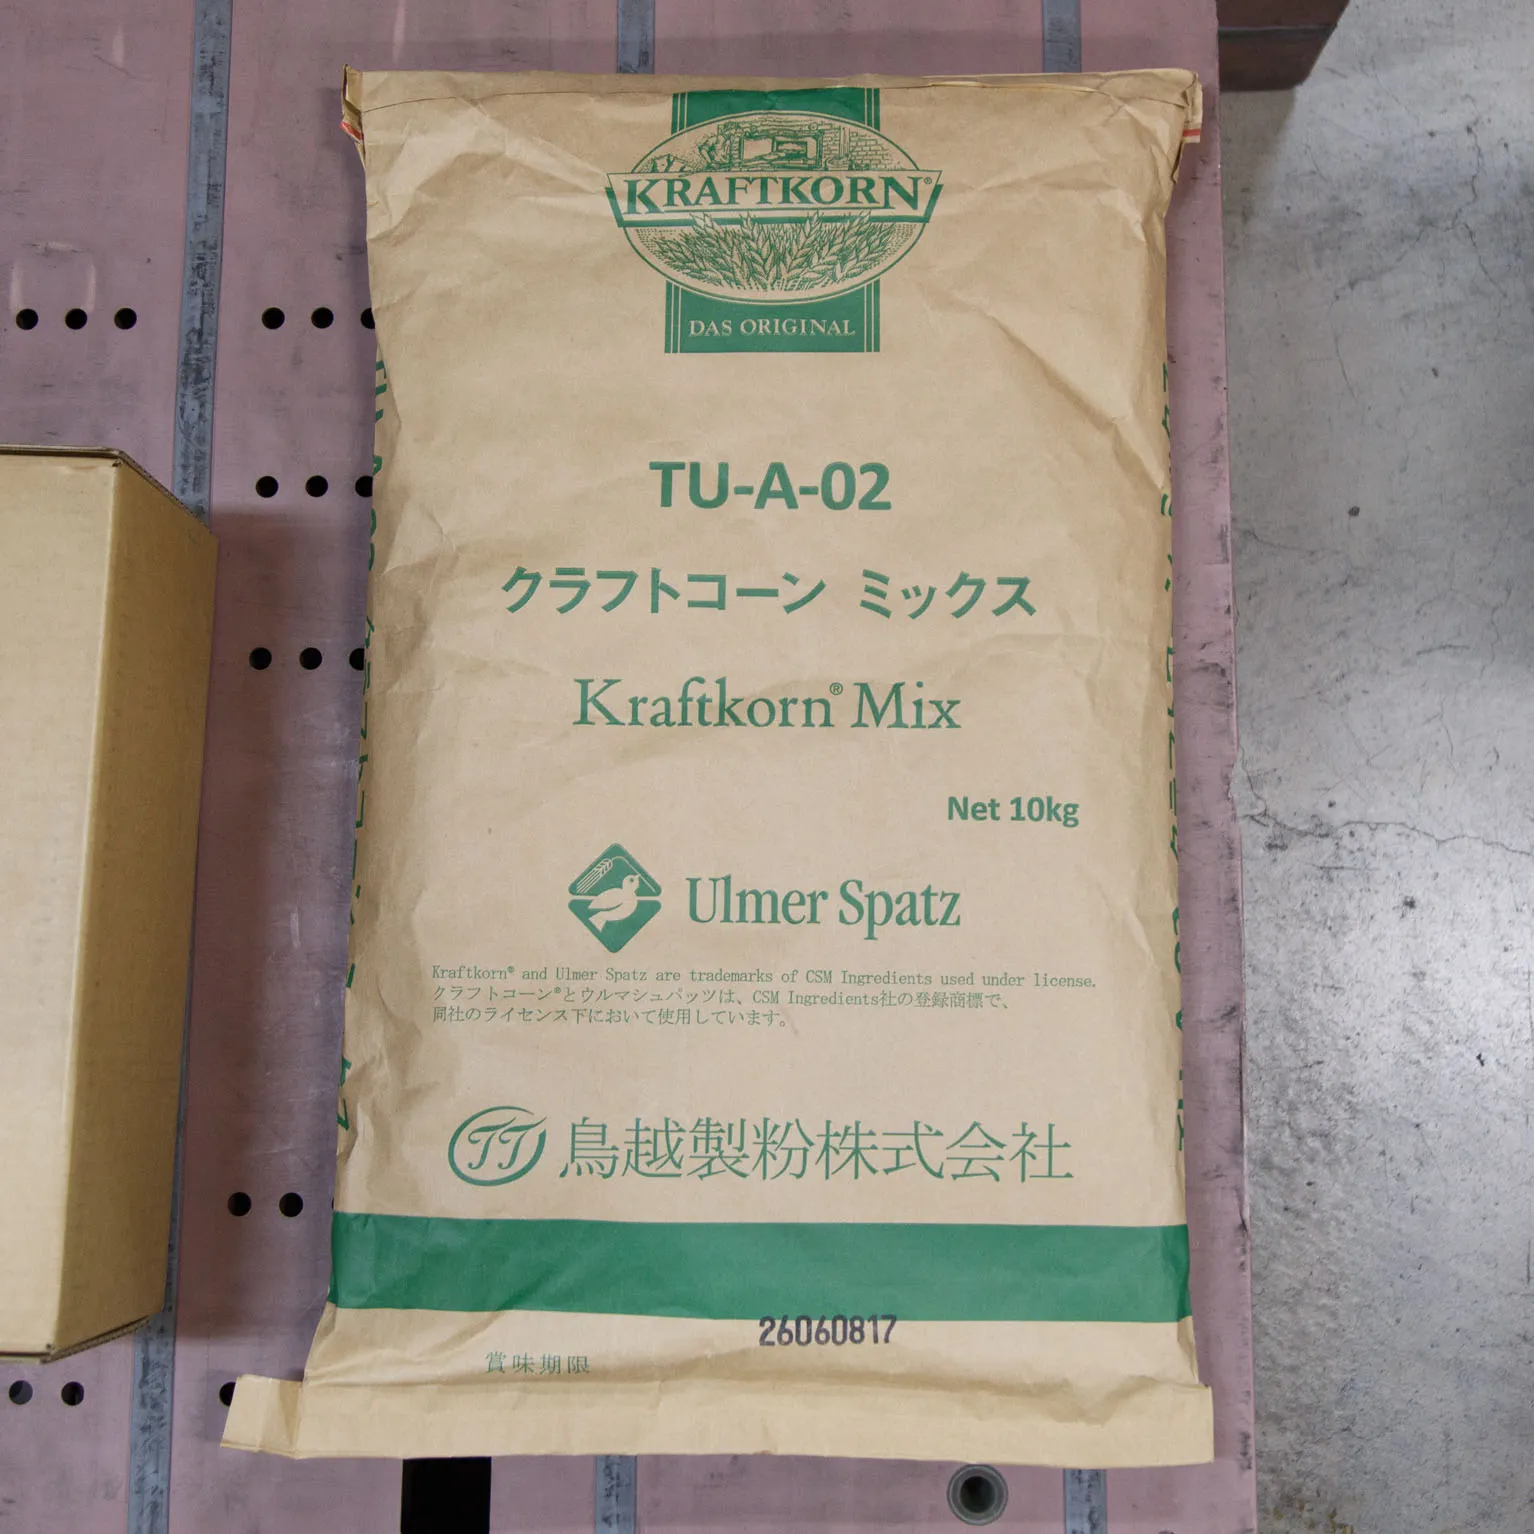 KRAFTKORN®
DAS ORIGINAL
TU-A-02
クラフトコーン ミックス
Kraftkorn® Mix
Net 10kg
Ulmer Spatz
Kraftkorn® and Ulmer Spatz are trademarks of CSM Ingredients used under license.
クラフトコーン®とウルマシュパッツは、CSM Ingredients社の登録商標で、
同社のライセンス下において使用しています。
TT 鳥越製粉株式会社
26060817
賞味期限